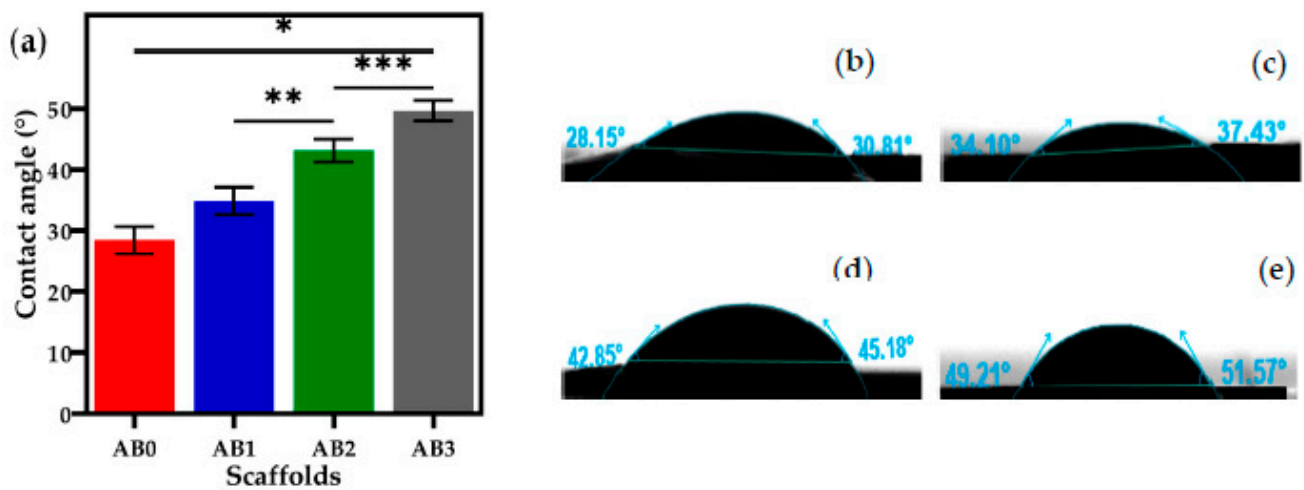 (a)
*
***
**
Contact angle (°)
50
40
30
20
10
0
AB0 AB1 AB2 AB3
Scaffolds
(b)
28.15° 30.81°
(c)
34.10° 37.43°
(d)
42.85° 45.18°
(e)
49.21° 51.57°